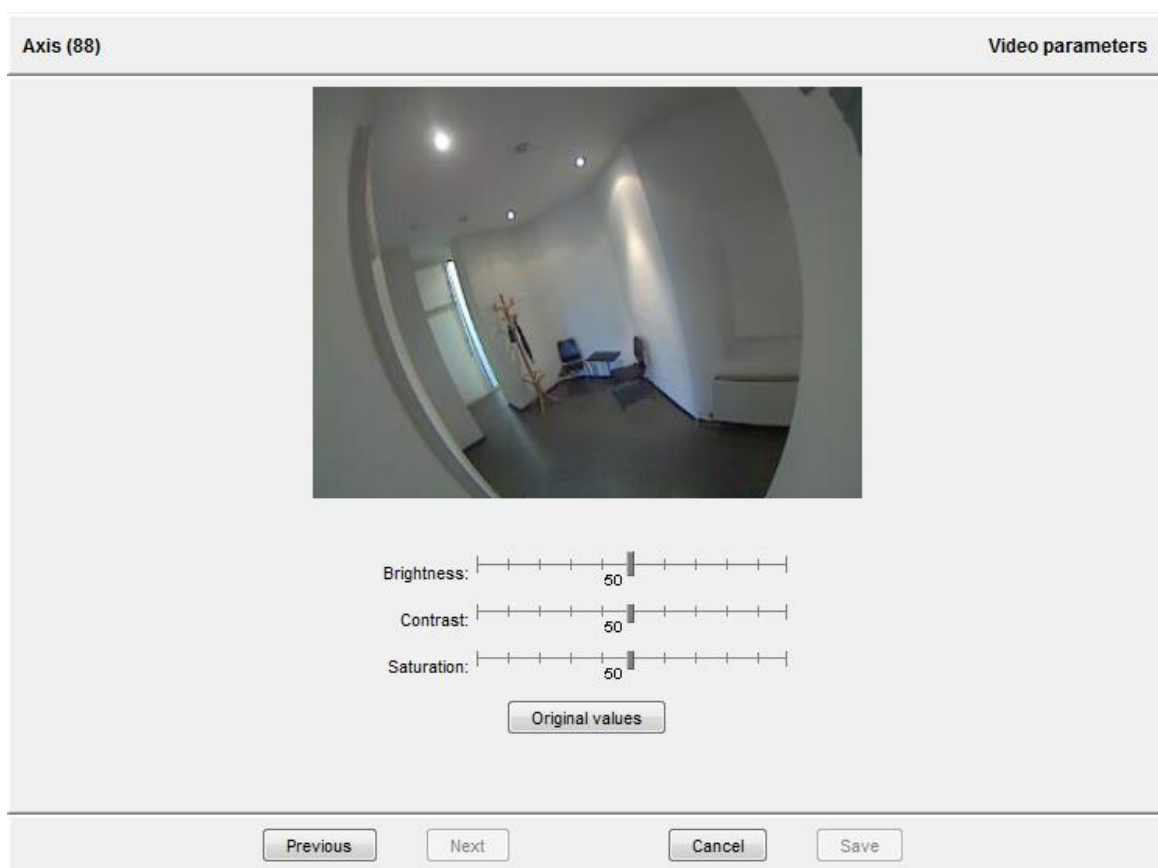 Axis (88) Video parameters
Brightness: 50
Contrast: 50
Saturation: 50
Original values
Previous Next Cancel Save